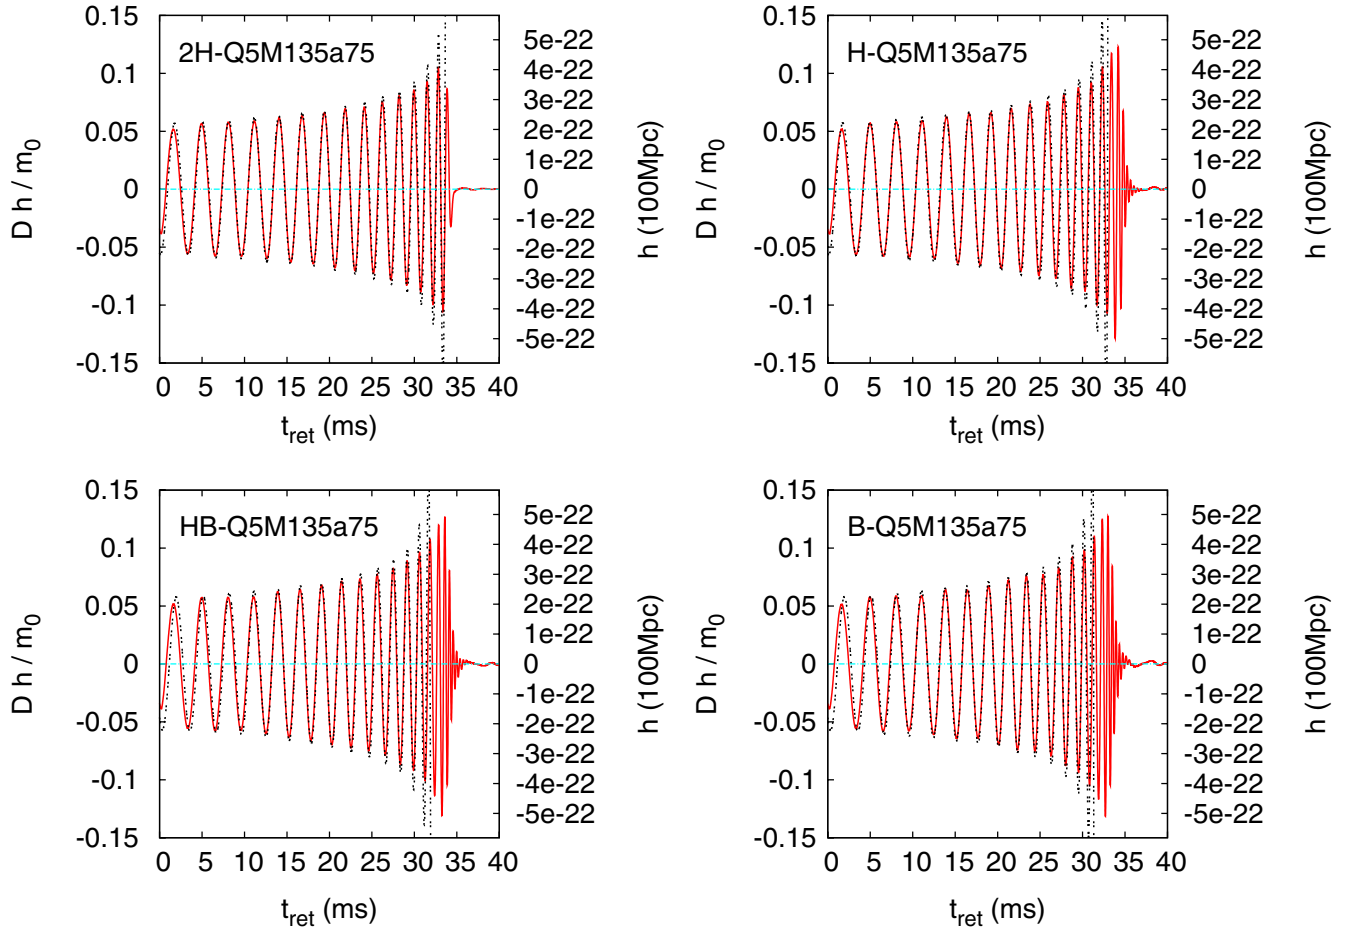 2H-Q5M135a75
D h / m0
0.15
0.1
0.05
0
-0.05
-0.1
-0.15
5e-22
4e-22
3e-22
2e-22
1e-22
0
-1e-22
-2e-22
-3e-22
-4e-22
-5e-22
h (100Mpc)
0 5 10 15 20 25 30 35 40
tret (ms)
H-Q5M135a75
D h / m0
0.15
0.1
0.05
0
-0.05
-0.1
-0.15
5e-22
4e-22
3e-22
2e-22
1e-22
0
-1e-22
-2e-22
-3e-22
-4e-22
-5e-22
h (100Mpc)
0 5 10 15 20 25 30 35 40
tret (ms)
HB-Q5M135a75
D h / m0
0.15
0.1
0.05
0
-0.05
-0.1
-0.15
5e-22
4e-22
3e-22
2e-22
1e-22
0
-1e-22
-2e-22
-3e-22
-4e-22
-5e-22
h (100Mpc)
0 5 10 15 20 25 30 35 40
tret (ms)
B-Q5M135a75
D h / m0
0.15
0.1
0.05
0
-0.05
-0.1
-0.15
5e-22
4e-22
3e-22
2e-22
1e-22
0
-1e-22
-2e-22
-3e-22
-4e-22
-5e-22
h (100Mpc)
0 5 10 15 20 25 30 35 40
tret (ms)